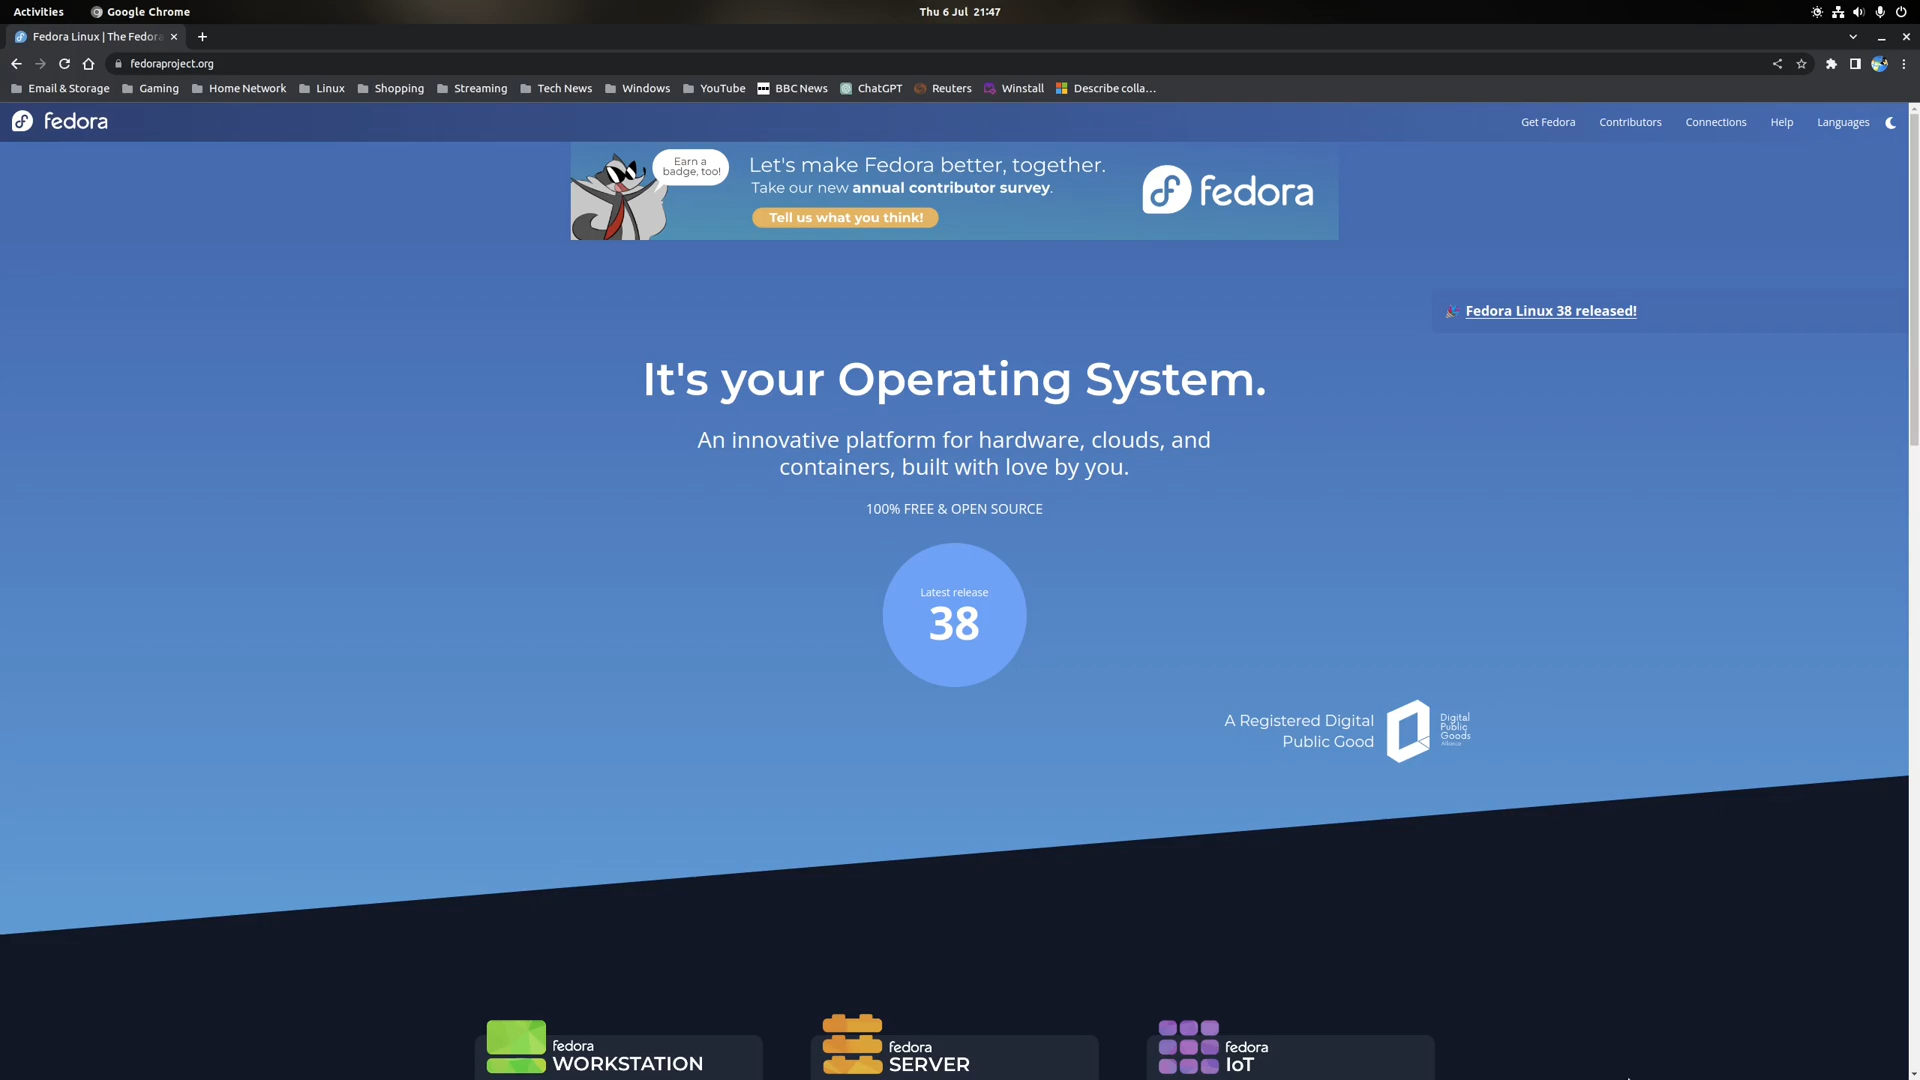 Activities
Google Chrome
Thu 6 Jul 21:47
Fedora Linux | The Fedora
fedoraproject.org
Email & Storage
Gaming
Home Network
Linux
Shopping
Streaming
Tech News
Windows
YouTube
BBC News
ChatGPT
Reuters
Winstall
Describe colla...
fedora
Get Fedora
Contributors
Connections
Help
Languages
Earn a
badge, too!
Let's make Fedora better, together.
Take our new annual contributor survey.
Tell us what you think!
fedora
Fedora Linux 38 released!
It's your Operating System.
An innovative platform for hardware, clouds, and
containers, built with love by you.
100% FREE & OPEN SOURCE
Latest release
38
A Registered Digital
Public Good
Digital
Public
Goods
Alliance
fedora
WORKSTATION
fedora
SERVER
fedora
IoT